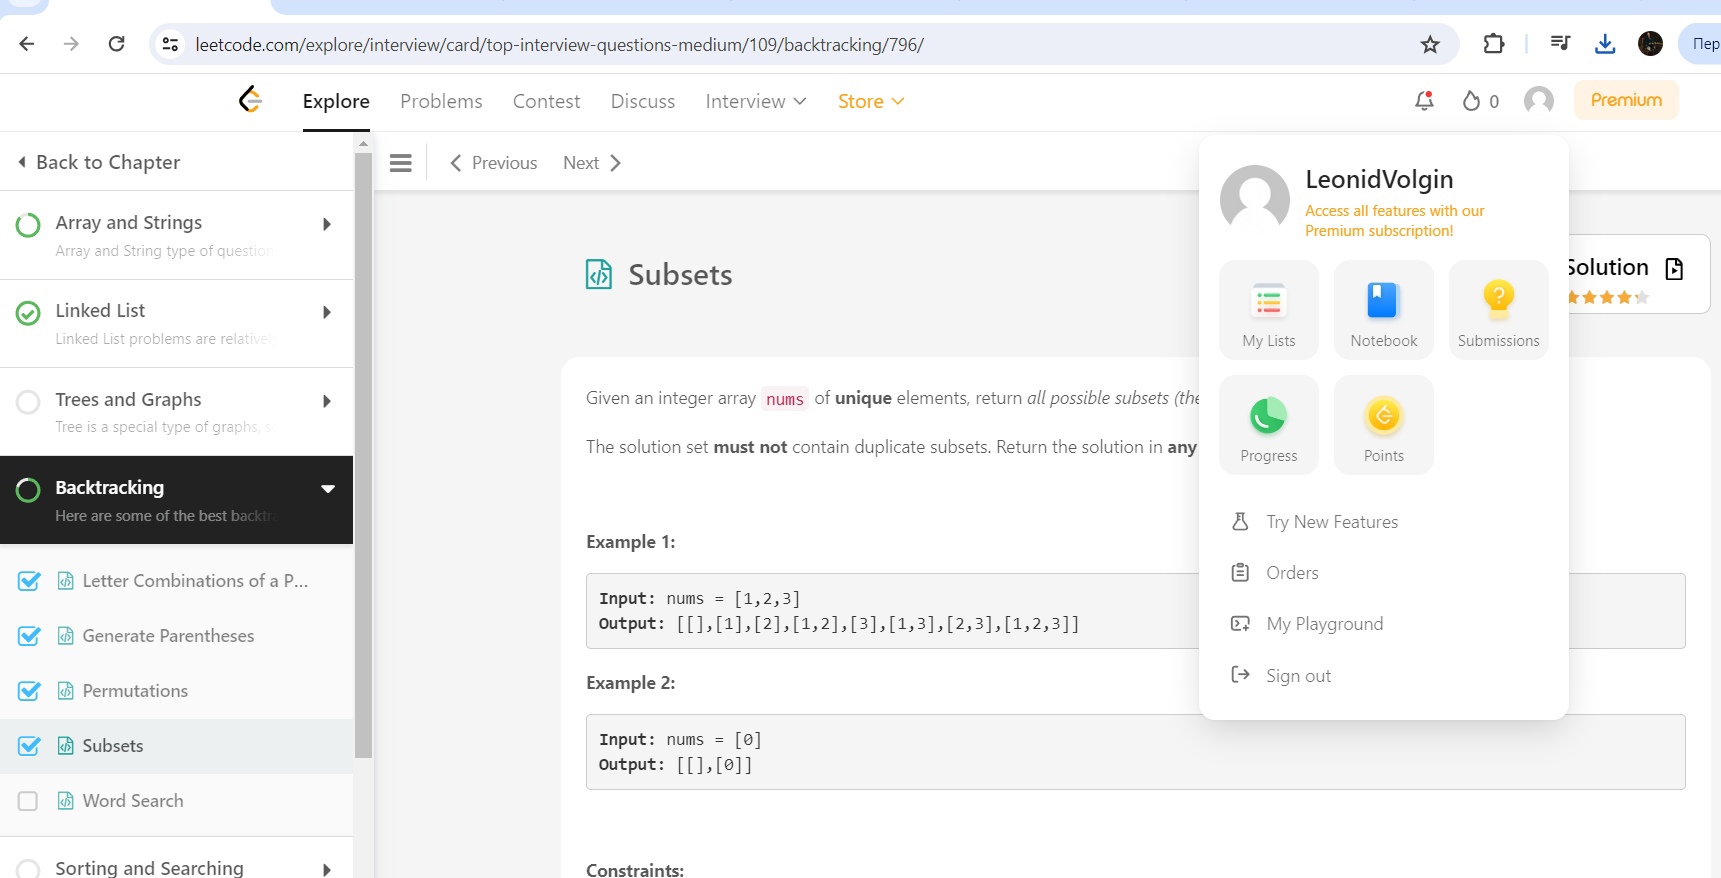 leetcode.com/explore/interview/card/top-interview-questions-medium/109/backtracking/796/
Пер
Explore Problems Contest Discuss Interview Store 0 Premium
Back to Chapter
Previous Next
Array and Strings
Array and String type of question
Linked List
Linked List problems are relatively
Trees and Graphs
Tree is a special type of graphs, s
Backtracking
Here are some of the best backtra
Letter Combinations of a P...
Generate Parentheses
Permutations
Subsets
Word Search
Sorting and Searching
Subsets
Solution
Given an integer array nums of unique elements, return all possible subsets (the
The solution set must not contain duplicate subsets. Return the solution in any
Example 1:
Input: nums = [1,2,3]
Output: [[],[1],[2],[1,2],[3],[1,3],[2,3],[1,2,3]]
Example 2:
Input: nums = [0]
Output: [[],[0]]
Constraints:
LeonidVolgin
Access all features with our
Premium subscription!
My Lists Notebook Submissions
Progress Points
Try New Features
Orders
My Playground
Sign out